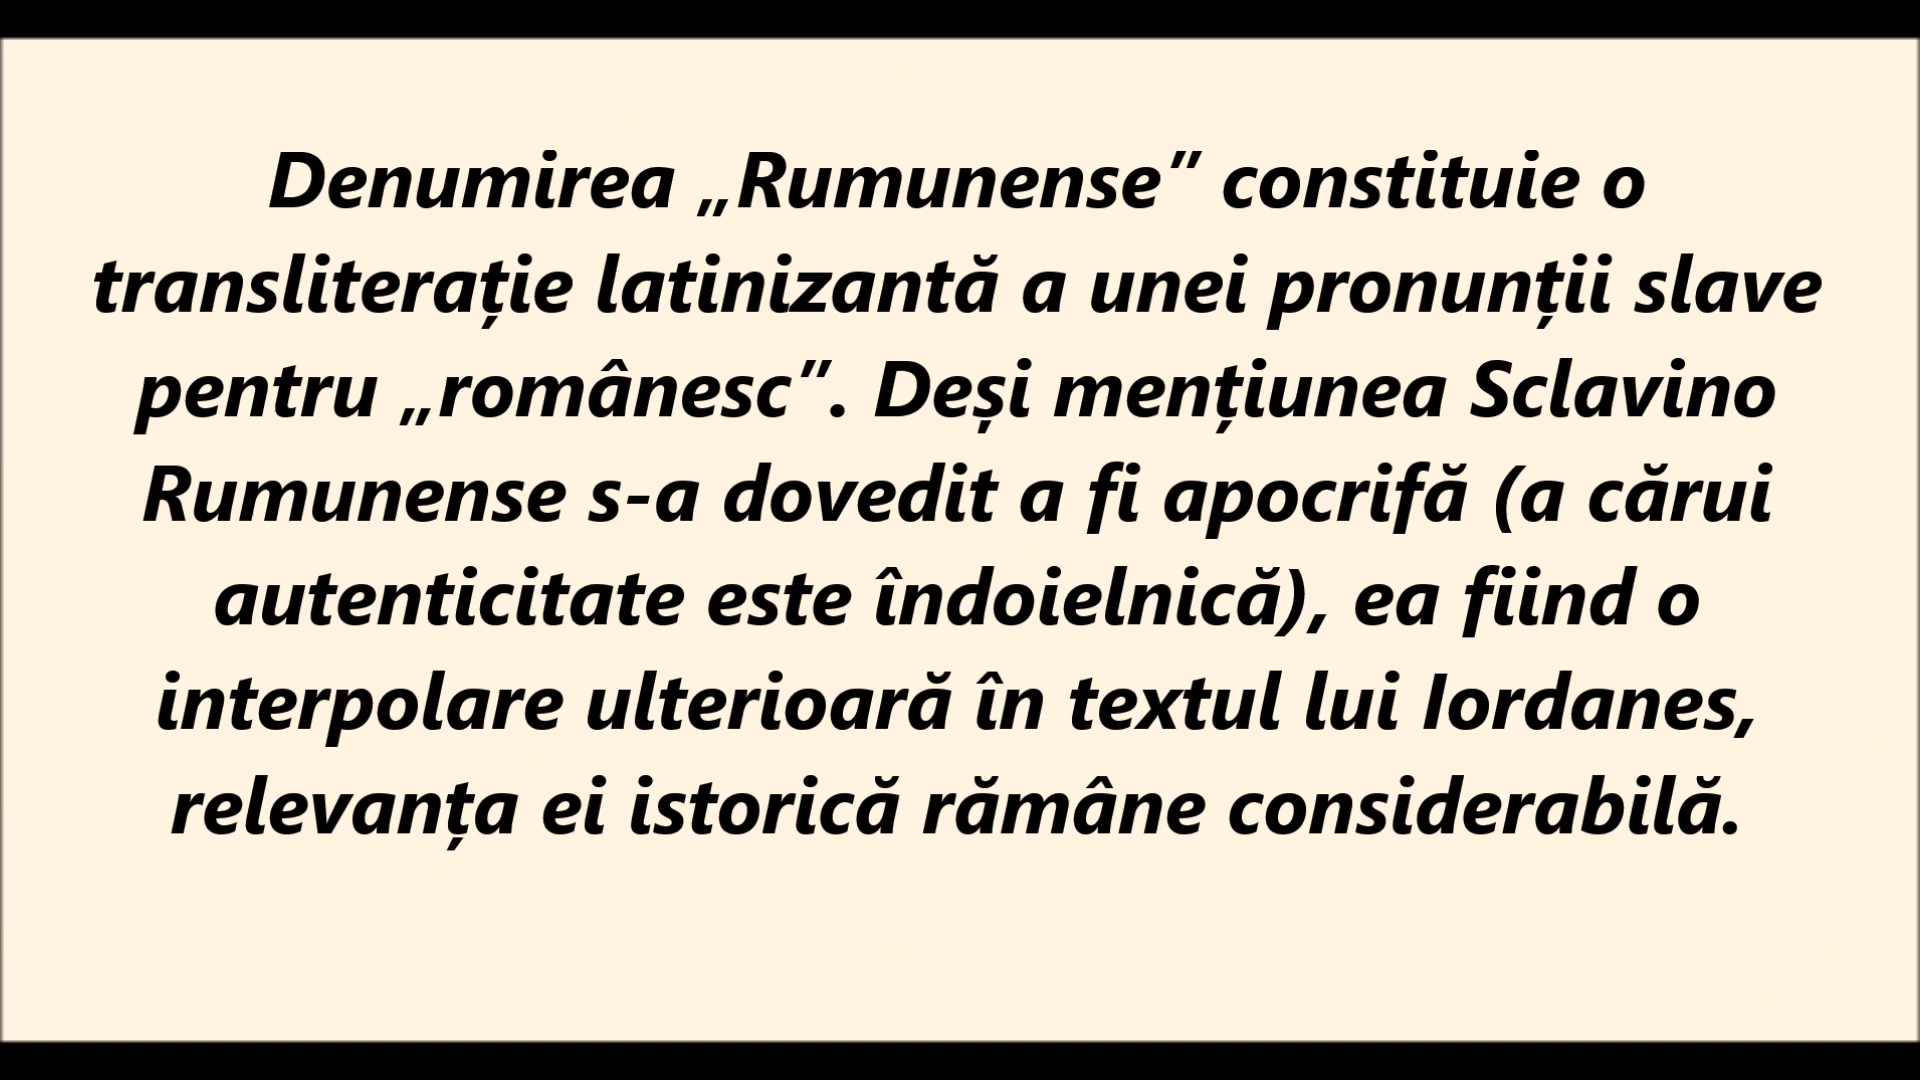 Denumirea „Rumunense” constituie o
transliterație latinizantă a unei pronunții slave
pentru „românesc”. Deși mențiunea Sclavino
Rumunense s-a dovedit a fi apocrifă (a cărui
autenticitate este îndoielnică), ea fiind o
interpolare ulterioară în textul lui Iordanes,
relevanța ei istorică rămâne considerabilă.